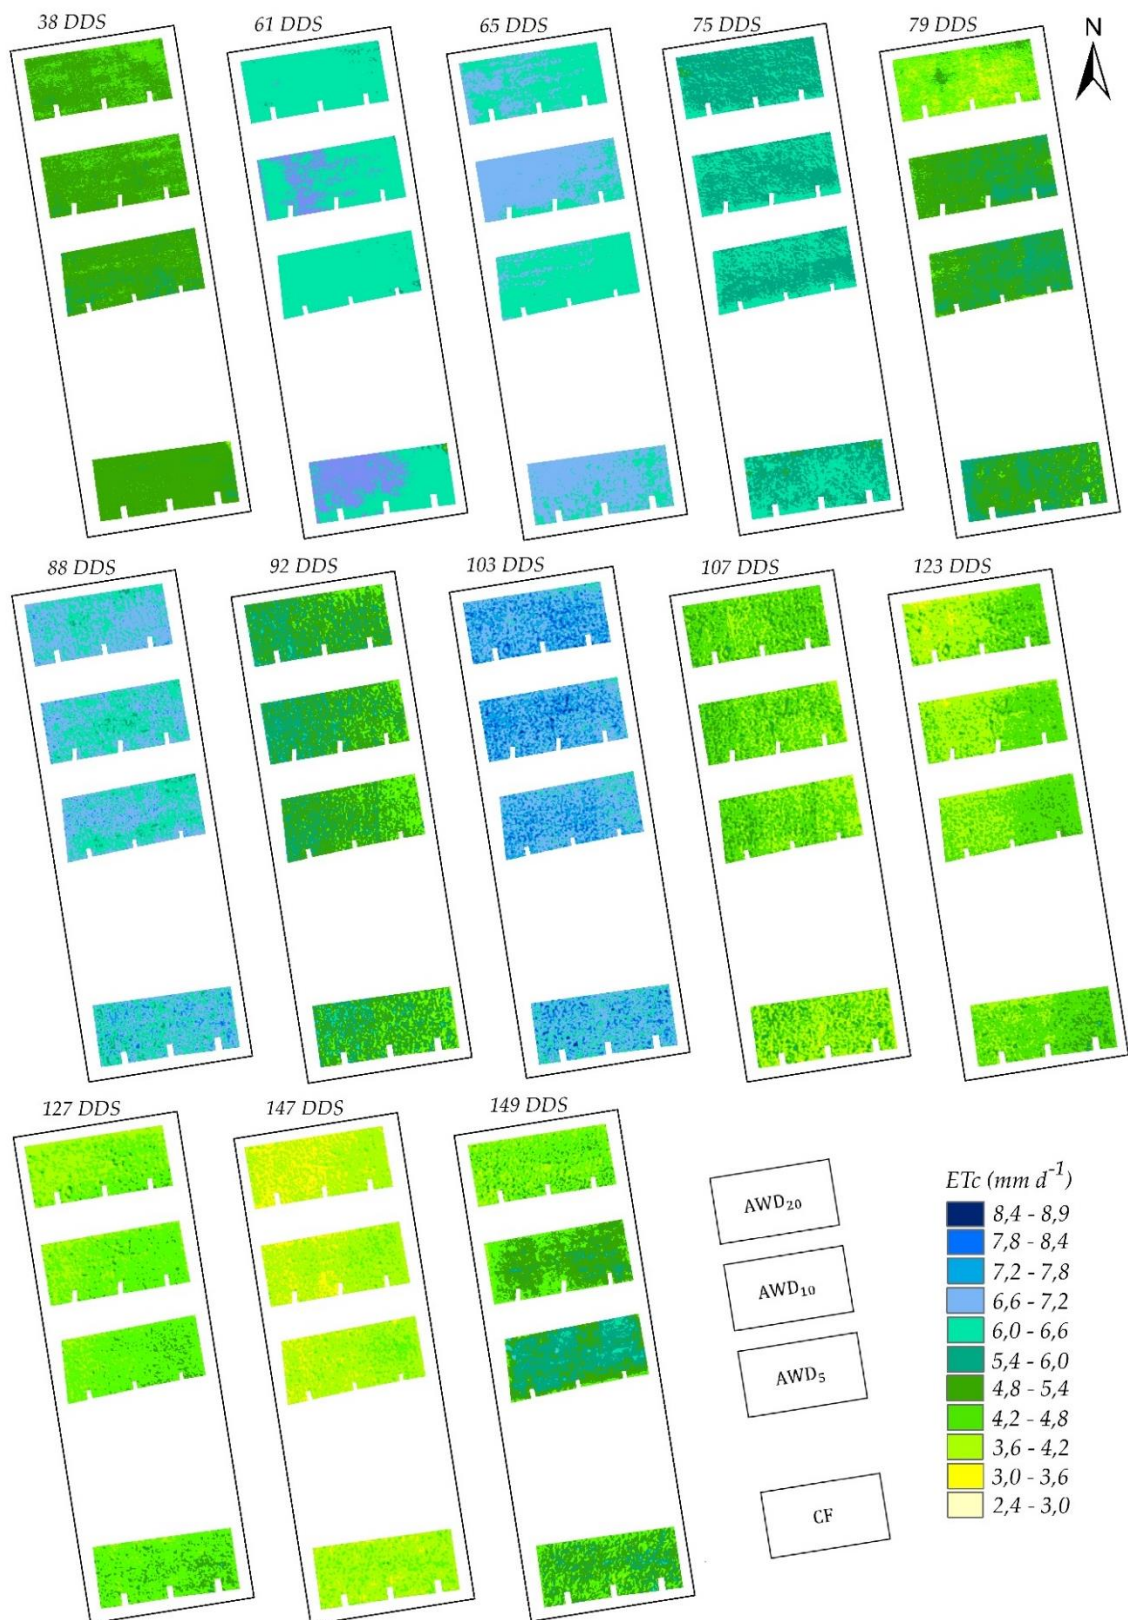 38 DDS
61 DDS
65 DDS
75 DDS
79 DDS
N
88 DDS
92 DDS
103 DDS
107 DDS
123 DDS
127 DDS
147 DDS
149 DDS
AWD₂₀
AWD₁₀
AWD₅
CF
ETc (mm d⁻¹)
8,4 - 8,9
7,8 - 8,4
7,2 - 7,8
6,6 - 7,2
6,0 - 6,6
5,4 - 6,0
4,8 - 5,4
4,2 - 4,8
3,6 - 4,2
3,0 - 3,6
2,4 - 3,0